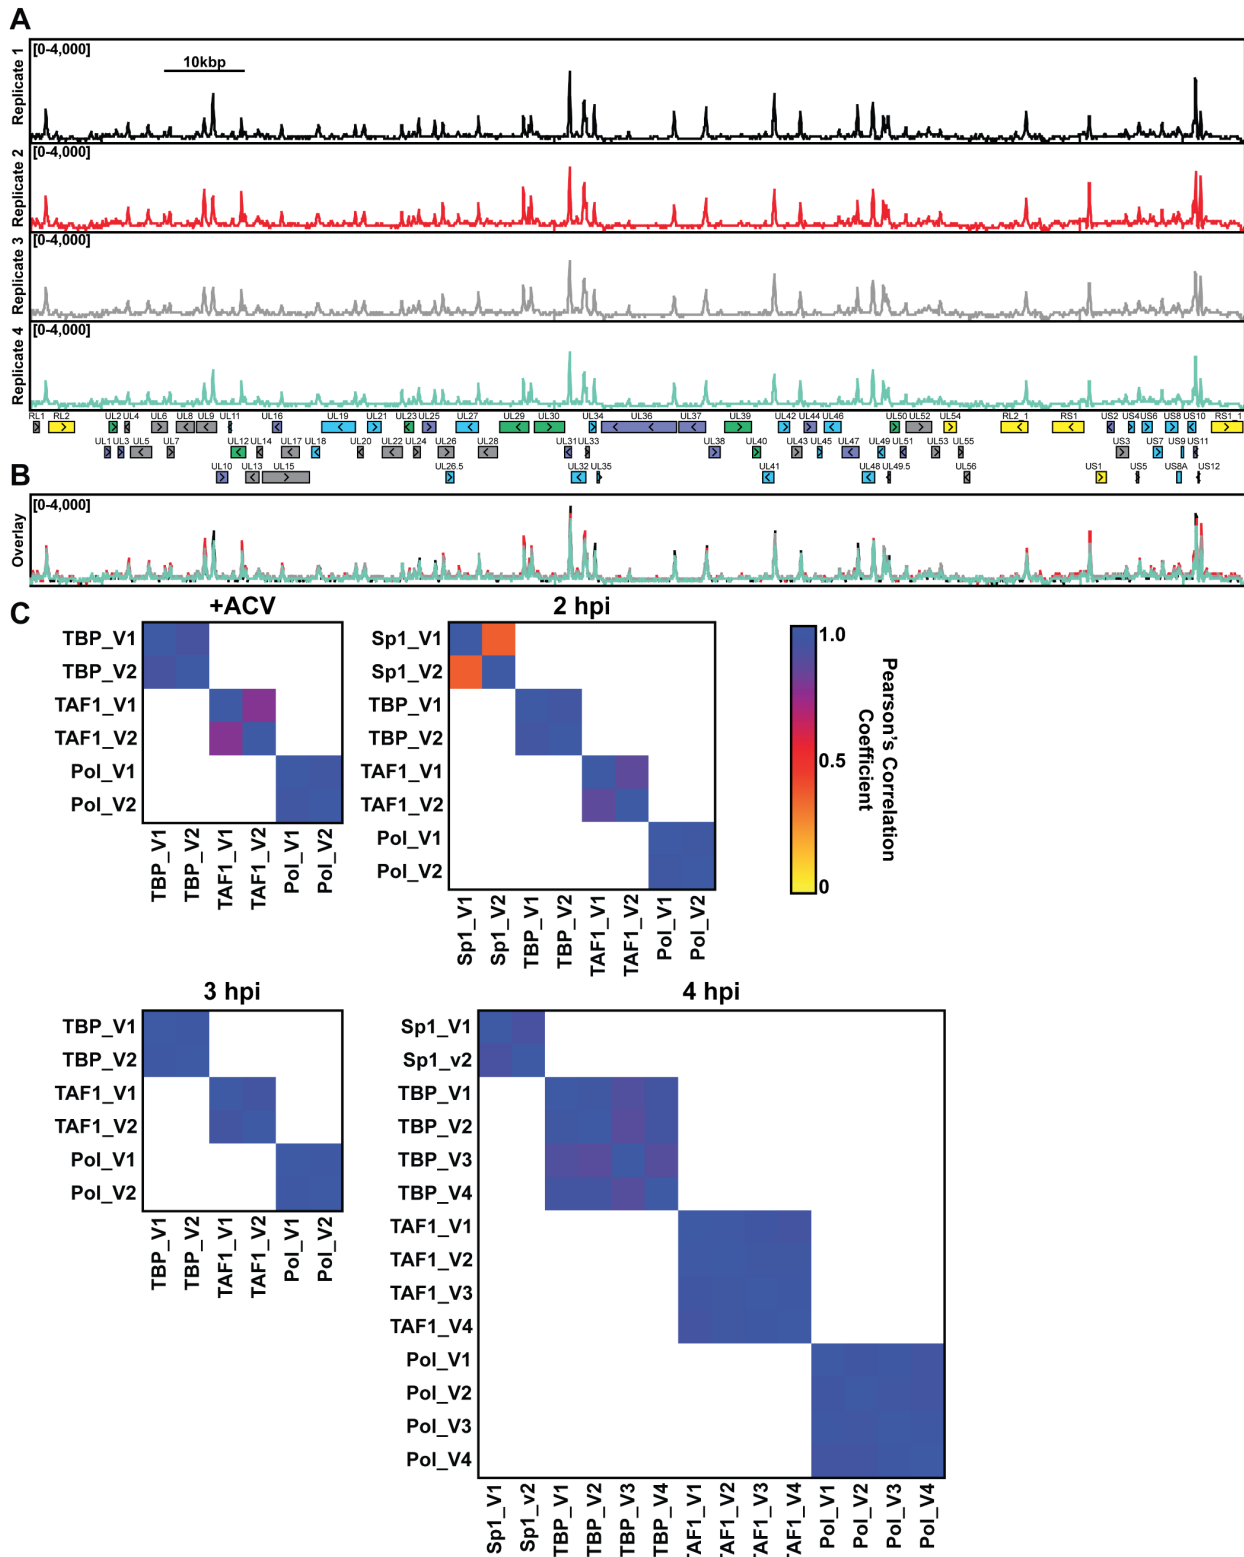 A
Replicate 1
[0-4,000]
10kbp
Replicate 2
[0-4,000]
Replicate 3
[0-4,000]
Replicate 4
[0-4,000]
RL1 RL2 UL2 UL4 UL6 UL8 UL9 UL11 UL16 UL19 UL21 UL23 UL25 UL27 UL29 UL30 UL34 UL36 UL37 UL39 UL42 UL44 UL46 UL50 UL52 UL54 RL2_1 RS1 US2 US4 US6 US8 US10 RS1_1
UL1 UL3 UL5 UL7 UL12 UL14 UL17 UL18 UL20 UL22 UL24 UL26 UL28 UL31 UL33 UL38 UL40 UL43 UL45 UL47 UL49 UL51 UL53 UL55 US3 US7 US9 US11
UL10 UL13 UL15 UL26.5 UL32 UL35 UL41 UL48 UL49.5 UL56 US1 US5 US8A US12
B
Overlay
[0-4,000]
C
+ACV
TBP_V1
TBP_V2
TAF1_V1
TAF1_V2
Pol_V1
Pol_V2
TBP_V1
TBP_V2
TAF1_V1
TAF1_V2
Pol_V1
Pol_V2
2 hpi
Sp1_V1
Sp1_V2
TBP_V1
TBP_V2
TAF1_V1
TAF1_V2
Pol_V1
Pol_V2
Sp1_V1
Sp1_V2
TBP_V1
TBP_V2
TAF1_V1
TAF1_V2
Pol_V1
Pol_V2
1.0
0.5
0
Pearson's Correlation
Coefficient
3 hpi
TBP_V1
TBP_V2
TAF1_V1
TAF1_V2
Pol_V1
Pol_V2
TBP_V1
TBP_V2
TAF1_V1
TAF1_V2
Pol_V1
Pol_V2
4 hpi
Sp1_V1
Sp1_v2
TBP_V1
TBP_V2
TBP_V3
TBP_V4
TAF1_V1
TAF1_V2
TAF1_V3
TAF1_V4
Pol_V1
Pol_V2
Pol_V3
Pol_V4
Sp1_V1
Sp1_v2
TBP_V1
TBP_V2
TBP_V3
TBP_V4
TAF1_V1
TAF1_V2
TAF1_V3
TAF1_V4
Pol_V1
Pol_V2
Pol_V3
Pol_V4